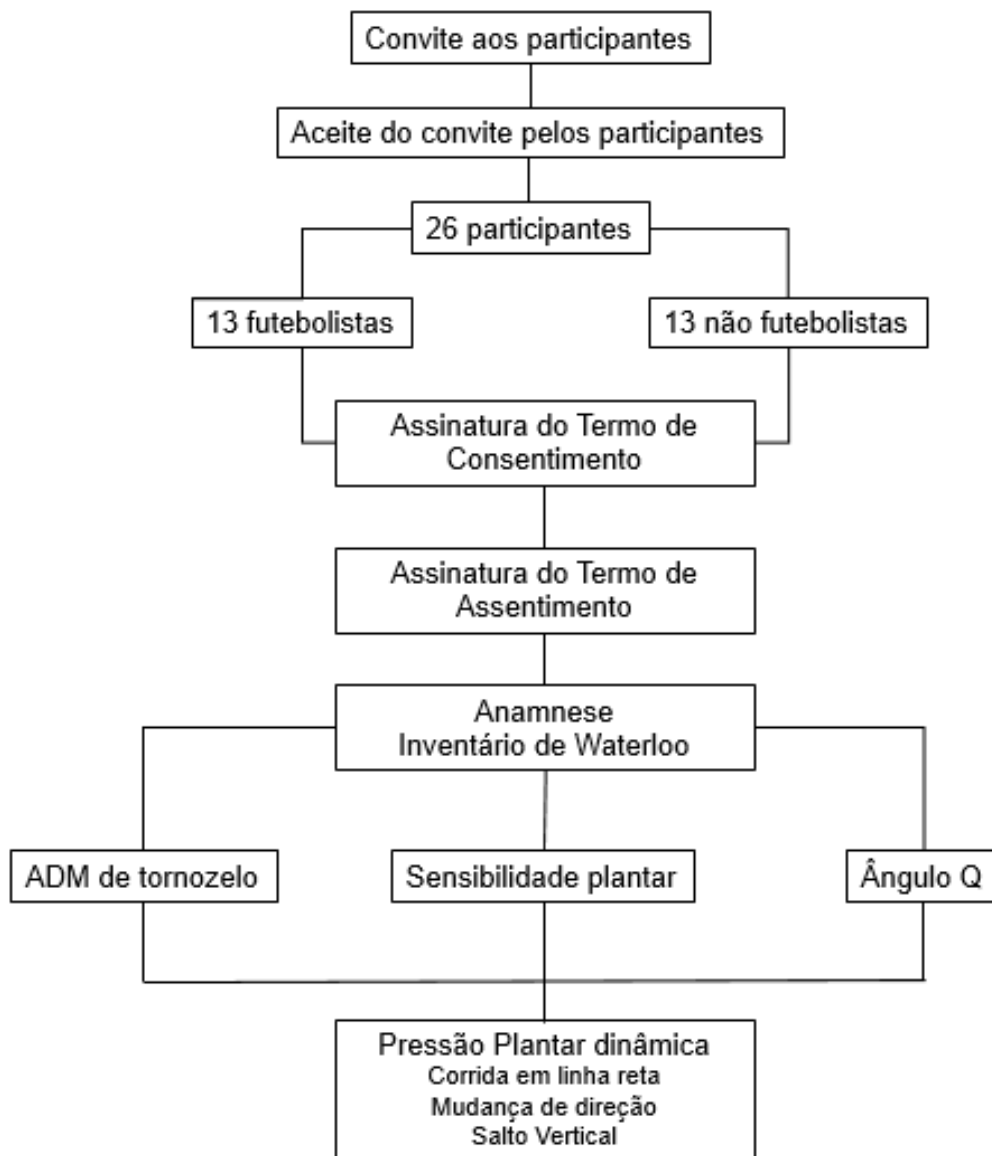 Convite aos participantes
Aceite do convite pelos participantes
26 participantes
13 futebolistas
13 não futebolistas
Assinatura do Termo de
Consentimento
Assinatura do Termo de
Assentimento
Anamnese
Inventário de Waterloo
ADM de tornozelo
Sensibilidade plantar
Ângulo Q
Pressão Plantar dinâmica
Corrida em linha reta
Mudança de direção
Salto Vertical